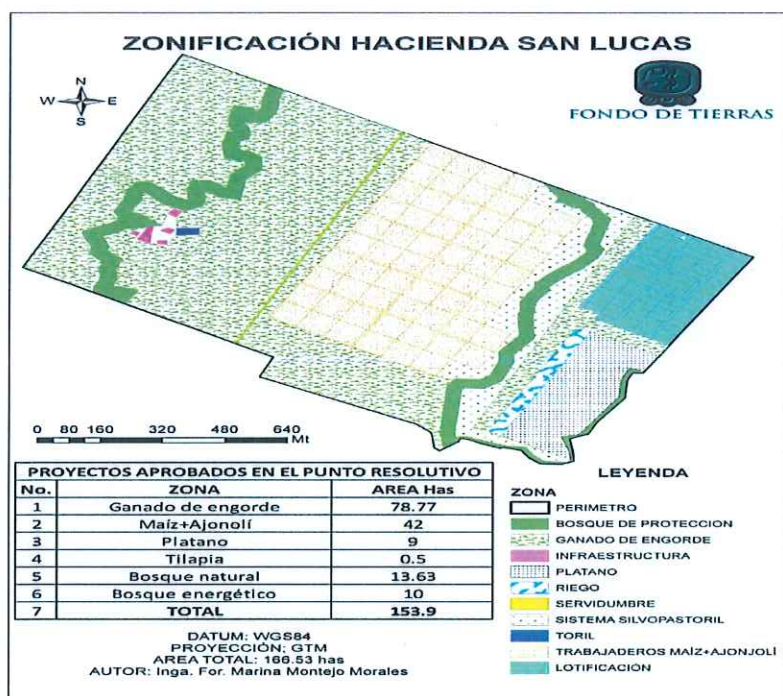 ZONIFICACIÓN HACIENDA SAN LUCAS
N
W E
S
FONDO DE TIERRAS
0 80 160 320 480 640
Mt
PROYECTOS APROBADOS EN EL PUNTO RESOLUTIVO
No. ZONA AREA Has
1 Ganado de engorde 78.77
2 Maíz+Ajonolí 42
3 Platano 9
4 Tilapia 0.5
5 Bosque natural 13.63
6 Bosque energético 10
7 TOTAL 153.9
DATUM: WGS84
PROYECCIÓN: GTM
AREA TOTAL: 166.53 has
AUTOR: Inga. For. Marina Montejo Morales
LEYENDA
ZONA
PERIMETRO
BOSQUE DE PROTECCION
GANADO DE ENGORDE
INFRAESTRUCTURA
PLATANO
RIEGO
SERVIDUMBRE
SISTEMA SILVOPASTORIL
TORIL
TRABAJADEROS MAÍZ+AJONJOLÍ
LOTIFICACIÓN